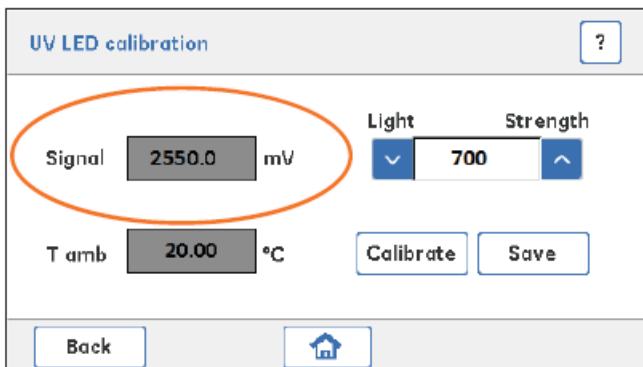 UV LED calibration ?
Light Strength
Signal 2550.0 mV 700
T amb 20.00 °C Calibrate Save
Back